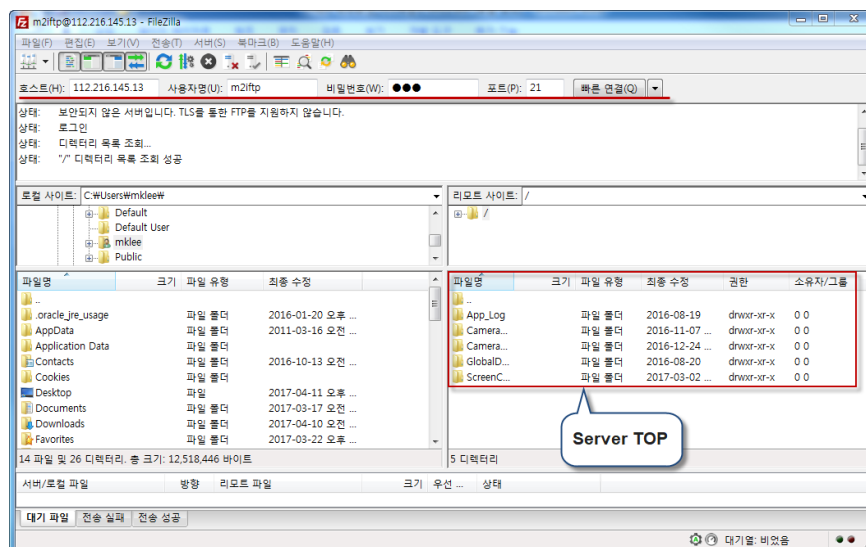 m2iftp@112.216.145.13 - FileZilla
파일(F) 편집(E) 보기(V) 전송(T) 서버(S) 북마크(B) 도움말(H)
호스트(H): 112.216.145.13 사용자명(U): m2iftp 비밀번호(W): ●●● 포트(P): 21 빠른 연결(Q)
상태: 보안되지 않은 서버입니다. TLS를 통한 FTP를 지원하지 않습니다.
상태: 로그인
상태: 디렉터리 목록 조회...
상태: "/" 디렉터리 목록 조회 성공
로컬 사이트: C:₩Users₩mklee₩
Default
Default User
mklee
Public
리모트 사이트: /
/
파일명 크기 파일 유형 최종 수정
..
.oracle_jre_usage 파일 폴더 2016-01-20 오후 ...
AppData 파일 폴더 2011-03-16 오전 ...
Application Data 파일 폴더
Contacts 파일 폴더 2016-10-13 오전 ...
Cookies 파일 폴더
Desktop 파일 2017-04-11 오후 ...
Documents 파일 폴더 2017-03-17 오전 ...
Downloads 파일 폴더 2017-04-10 오전 ...
Favorites 파일 폴더 2017-03-22 오후 ...
14 파일 및 26 디렉터리. 총 크기: 12,518,446 바이트
파일명 크기 파일 유형 최종 수정 권한 소유자/그룹
..
App_Log 파일 폴더 2016-08-19 drwxr-xr-x 0 0
Camera... 파일 폴더 2016-11-07 ... drwxr-xr-x 0 0
Camera... 파일 폴더 2016-12-24 ... drwxr-xr-x 0 0
GlobalD... 파일 폴더 2016-08-20 drwxr-xr-x 0 0
ScreenC... 파일 폴더 2017-03-02 ... drwxr-xr-x 0 0
Server TOP
5 디렉터리
서버/로컬 파일 방향 리모트 파일 크기 우선 ... 상태
대기 파일 전송 실패 전송 성공
대기열: 비었음